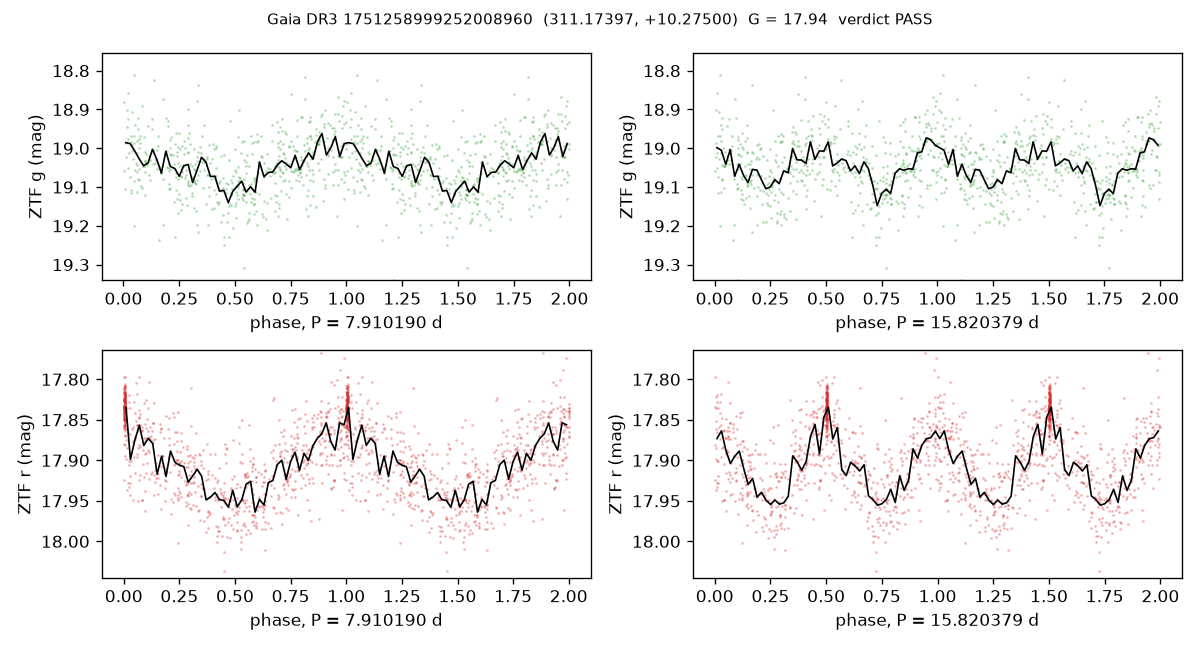 Gaia DR3 1751258999252008960  (311.17397, +10.27500)  G = 17.94  verdict PASS
ZTF g (mag)
18.8
18.9
19.0
19.1
19.2
19.3
0.00 0.25 0.50 0.75 1.00 1.25 1.50 1.75 2.00
phase, P = 7.910190 d
ZTF g (mag)
18.8
18.9
19.0
19.1
19.2
19.3
0.00 0.25 0.50 0.75 1.00 1.25 1.50 1.75 2.00
phase, P = 15.820379 d
ZTF r (mag)
17.80
17.85
17.90
17.95
18.00
0.00 0.25 0.50 0.75 1.00 1.25 1.50 1.75 2.00
phase, P = 7.910190 d
ZTF r (mag)
17.80
17.85
17.90
17.95
18.00
0.00 0.25 0.50 0.75 1.00 1.25 1.50 1.75 2.00
phase, P = 15.820379 d